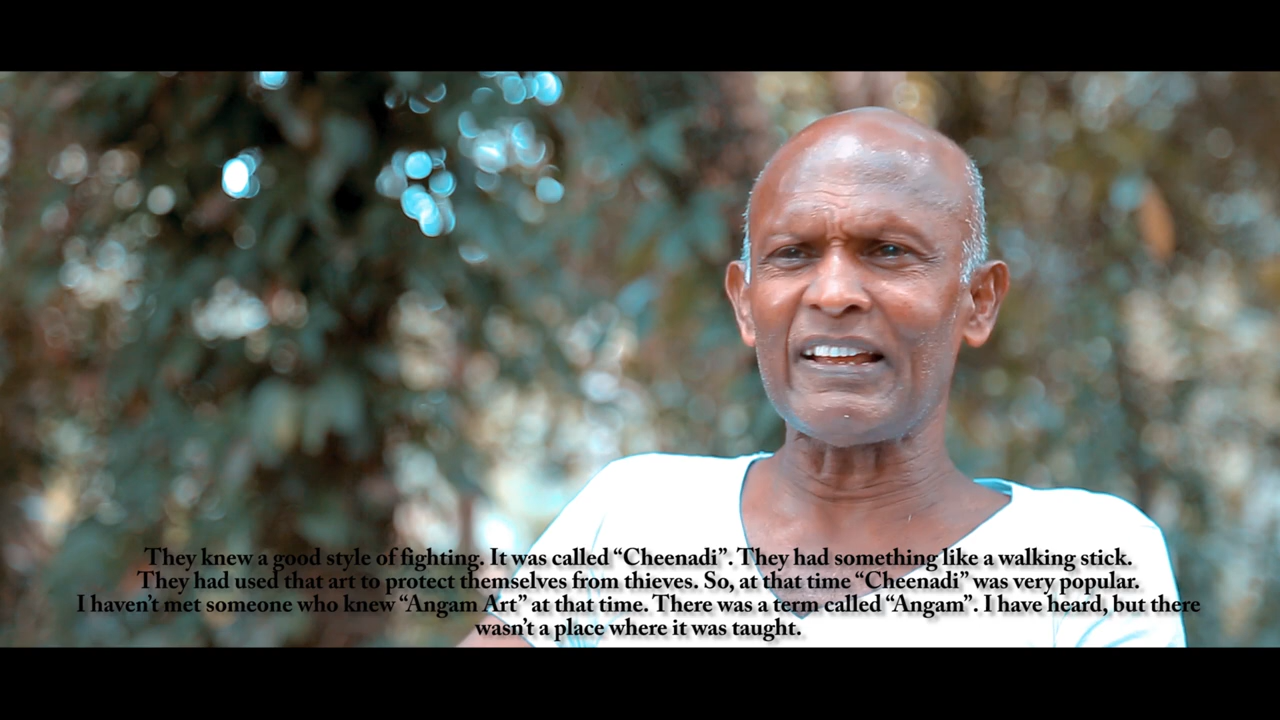 They knew a good style of fighting. It was called “Cheenadi”. They had something like a walking stick.
They had used that art to protect themselves from thieves. So, at that time “Cheenadi” was very popular.
I haven’t met someone who knew “Angam Art” at that time. There was a term called “Angam”. I have heard, but there
wasn’t a place where it was taught.